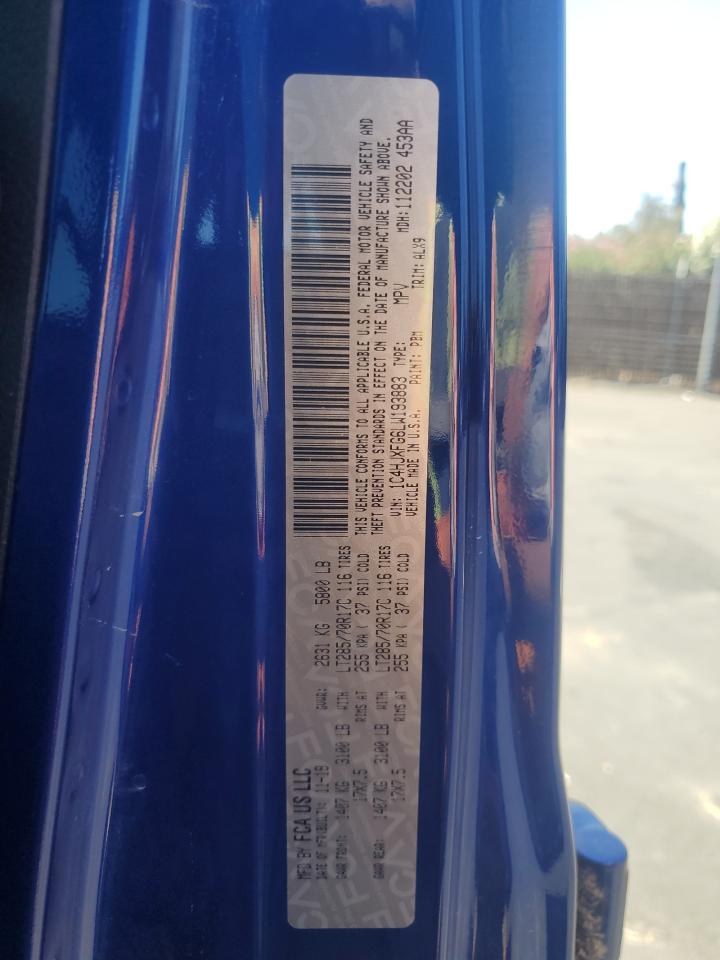 MFD BY FCA US LLC
DATE OF MFR(BUILT): 11-19 GVWR: 2631 KG 5800 LB
GAWR FRONT: 1407 KG 3100 LB WITH LT285/70R17C 116 TIRES
17X7.5 RIMS AT 255 KPA ( 37 PSI) COLD
GAWR REAR: 1407 KG 3100 LB WITH LT285/70R17C 116 TIRES
17X7.5 RIMS AT 255 KPA ( 37 PSI) COLD
THIS VEHICLE CONFORMS TO ALL APPLICABLE U.S.A. FEDERAL MOTOR VEHICLE SAFETY AND
THEFT PREVENTION STANDARDS IN EFFECT ON THE DATE OF MANUFACTURE SHOWN ABOVE.
VIN: 1C4HJXFG6LW193883 TYPE: MPV MDH: 112202 453AA
VEHICLE MADE IN U.S.A. PAINT: PBM TRIM: ALX9